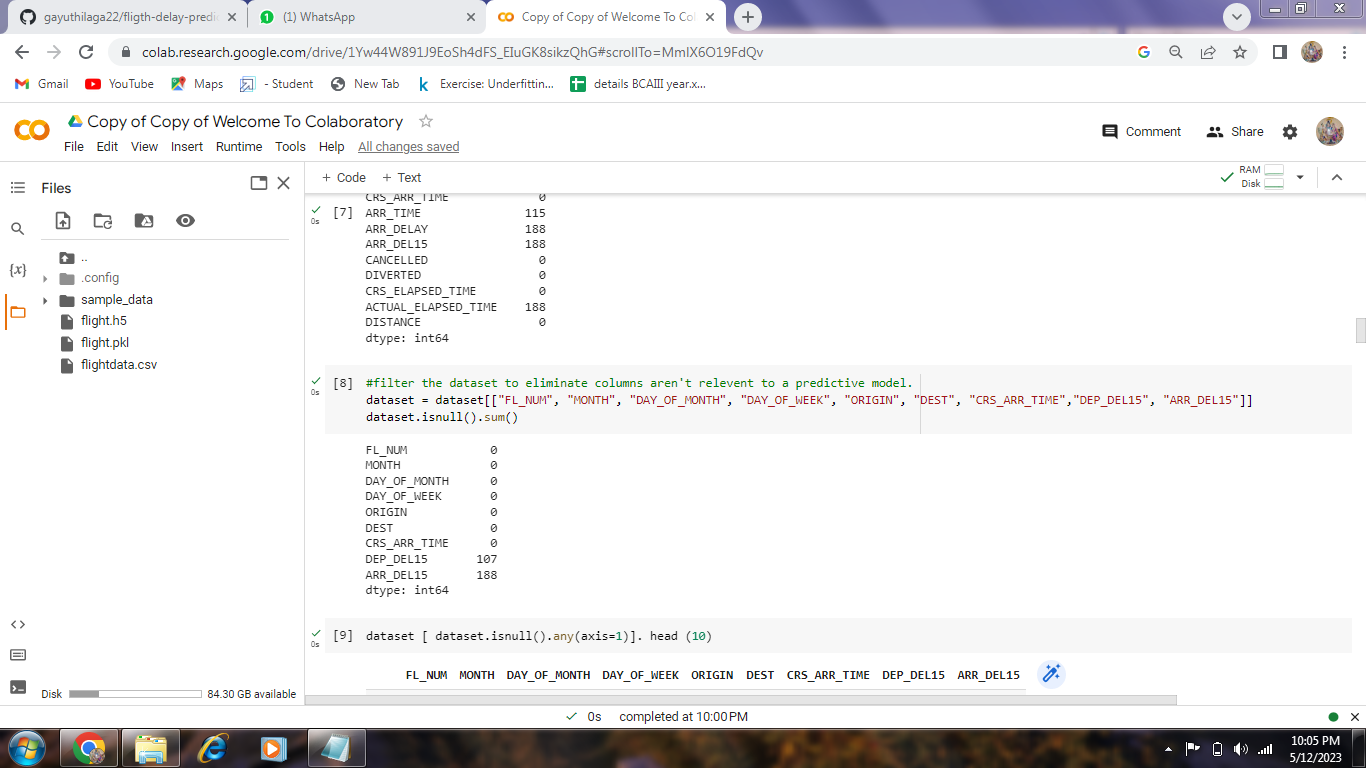 gayuthilaga22/fligth-delay-predi
(1) WhatsApp
Copy of Copy of Welcome To Col
colab.research.google.com/drive/1Yw44W891J9EoSh4dFS_EIuGK8sikzQhG#scrollTo=MmIX6O19FdQv
Gmail
YouTube
Maps
- Student
New Tab
Exercise: Underfittin...
details BCAIII year.x...
Copy of Copy of Welcome To Colaboratory
File Edit View Insert Runtime Tools Help All changes saved
Comment
Share
Files
+ Code + Text
RAM
Disk
..
.config
sample_data
flight.h5
flight.pkl
flightdata.csv
Disk 84.30 GB available
CRS_ARR_TIME 0
[7] ARR_TIME 115
0s
ARR_DELAY 188
ARR_DEL15 188
CANCELLED 0
DIVERTED 0
CRS_ELAPSED_TIME 0
ACTUAL_ELAPSED_TIME 188
DISTANCE 0
dtype: int64
[8] #filter the dataset to eliminate columns aren't relevent to a predictive model.
0s
dataset = dataset[["FL_NUM", "MONTH", "DAY_OF_MONTH", "DAY_OF_WEEK", "ORIGIN", "DEST", "CRS_ARR_TIME","DEP_DEL15", "ARR_DEL15"]]
dataset.isnull().sum()
FL_NUM 0
MONTH 0
DAY_OF_MONTH 0
DAY_OF_WEEK 0
ORIGIN 0
DEST 0
CRS_ARR_TIME 0
DEP_DEL15 107
ARR_DEL15 188
dtype: int64
[9] dataset [ dataset.isnull().any(axis=1)]. head (10)
0s
FL_NUM MONTH DAY_OF_MONTH DAY_OF_WEEK ORIGIN DEST CRS_ARR_TIME DEP_DEL15 ARR_DEL15
0s completed at 10:00 PM
10:05 PM
5/12/2023